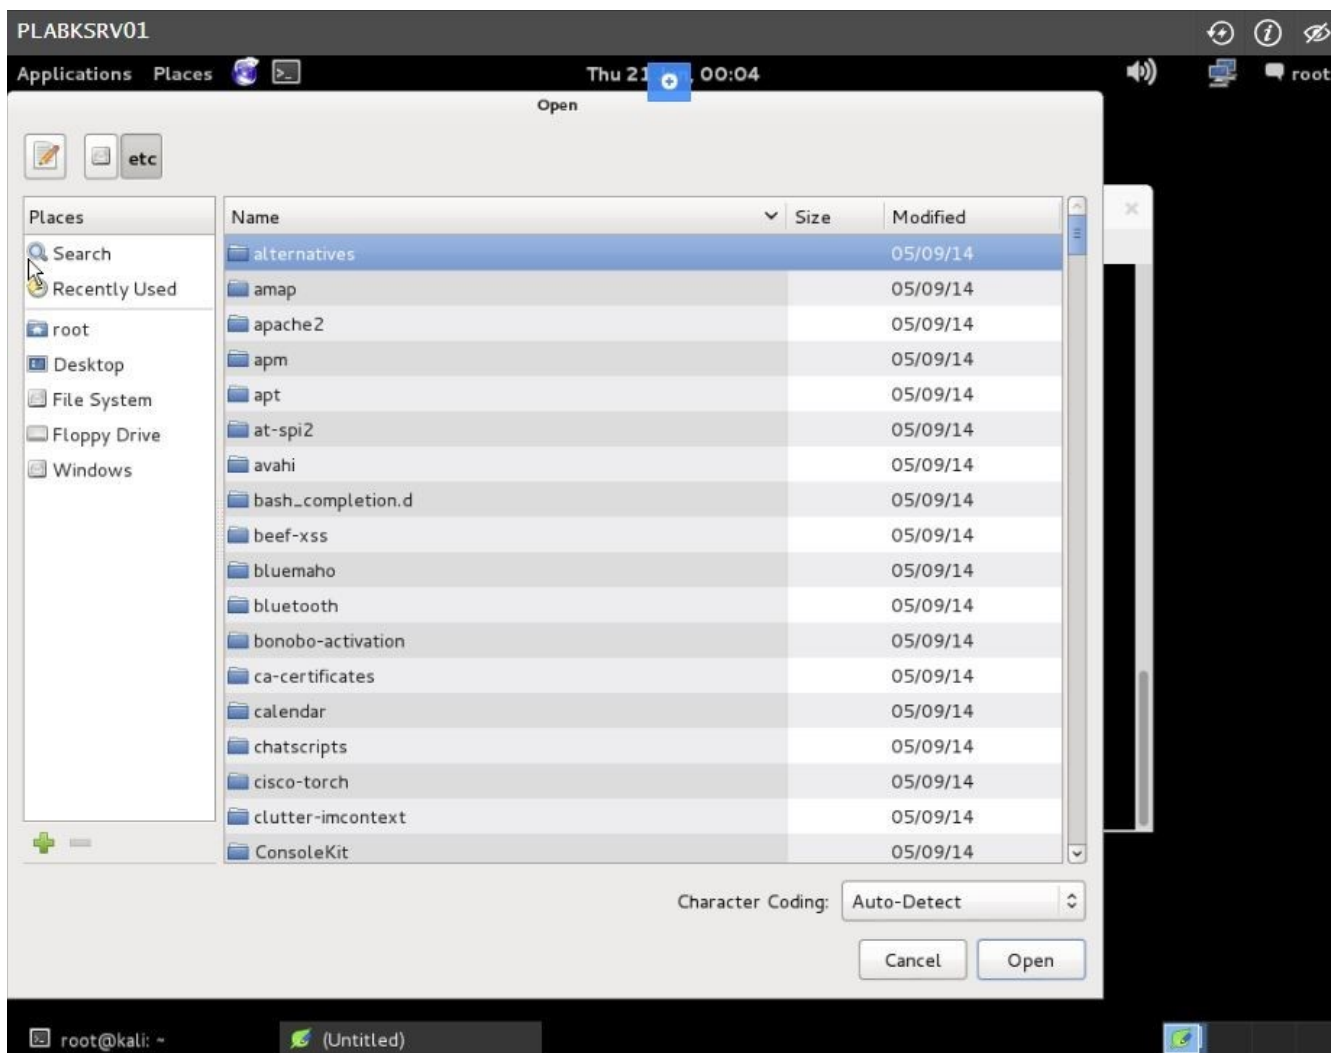 PLABKSRV01
Applications Places Thu 21 , 00:04 root
Open
etc
Places Name Size Modified
Search alternatives 05/09/14
Recently Used amap 05/09/14
root apache2 05/09/14
Desktop apm 05/09/14
File System apt 05/09/14
Floppy Drive at-spi2 05/09/14
Windows avahi 05/09/14
bash_completion.d 05/09/14
beef-xss 05/09/14
bluemaho 05/09/14
bluetooth 05/09/14
bonobo-activation 05/09/14
ca-certificates 05/09/14
calendar 05/09/14
chatscripts 05/09/14
cisco-torch 05/09/14
clutter-imcontext 05/09/14
ConsoleKit 05/09/14
Character Coding: Auto-Detect
Cancel Open
root@kali: ~ (Untitled)